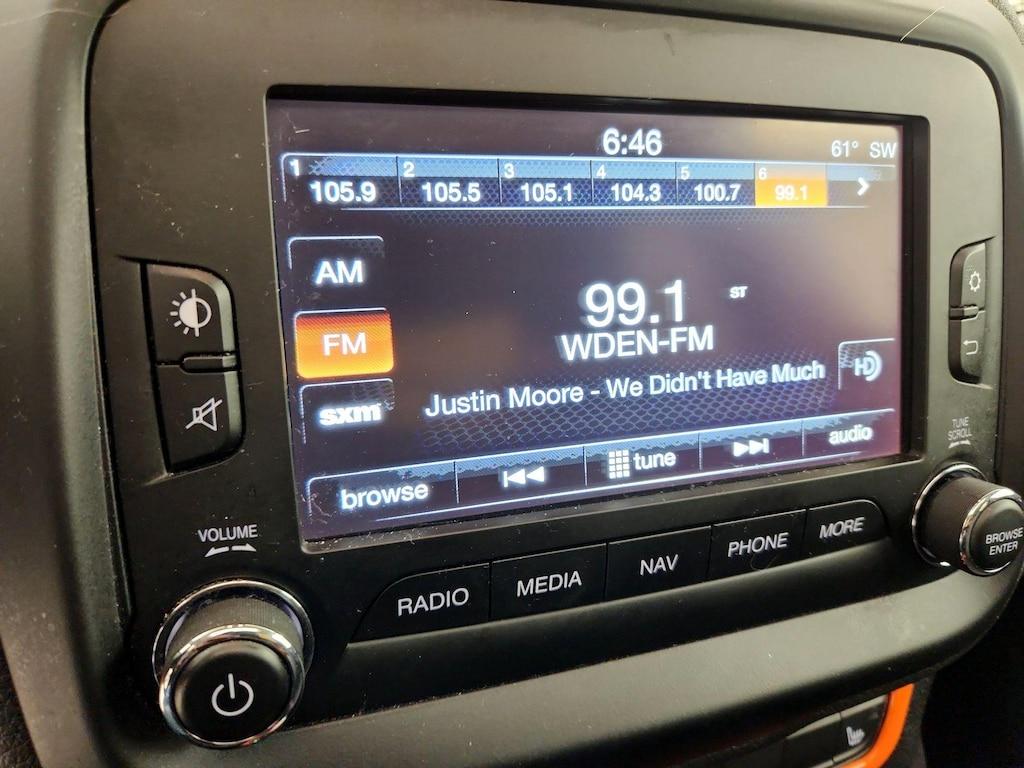 6:46
61° SW
1 105.9 2 105.5 3 105.1 4 104.3 5 100.7 6 99.1
AM
FM
sxm
99.1 ST
WDEN-FM
Justin Moore - We Didn't Have Much
HD
browse tune audio
VOLUME
RADIO MEDIA NAV PHONE MORE
TUNE
SCROLL
BROWSE
ENTER